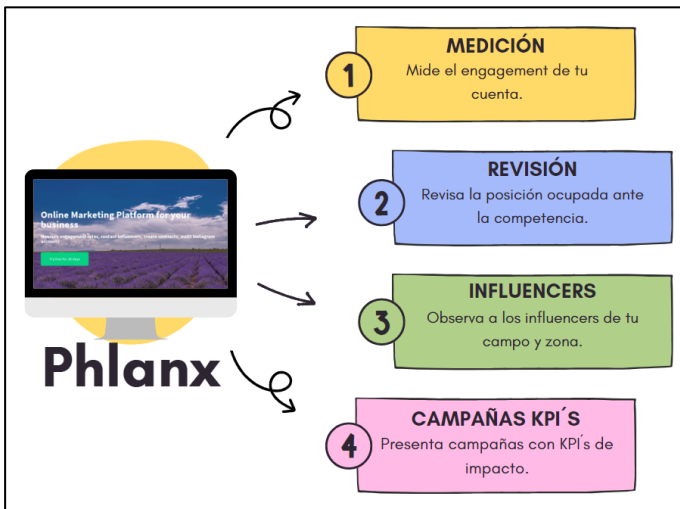 1
MEDICIÓN
Mide el engagement de tu
cuenta.
2
REVISIÓN
Revisa la posición ocupada ante
la competencia.
Online Marketing Platform for your
business
3
INFLUENCERS
Observa a los influencers de tu
campo y zona.
Phlanx
4
CAMPAÑAS KPI´S
Presenta campañas con KPI´s de
impacto.